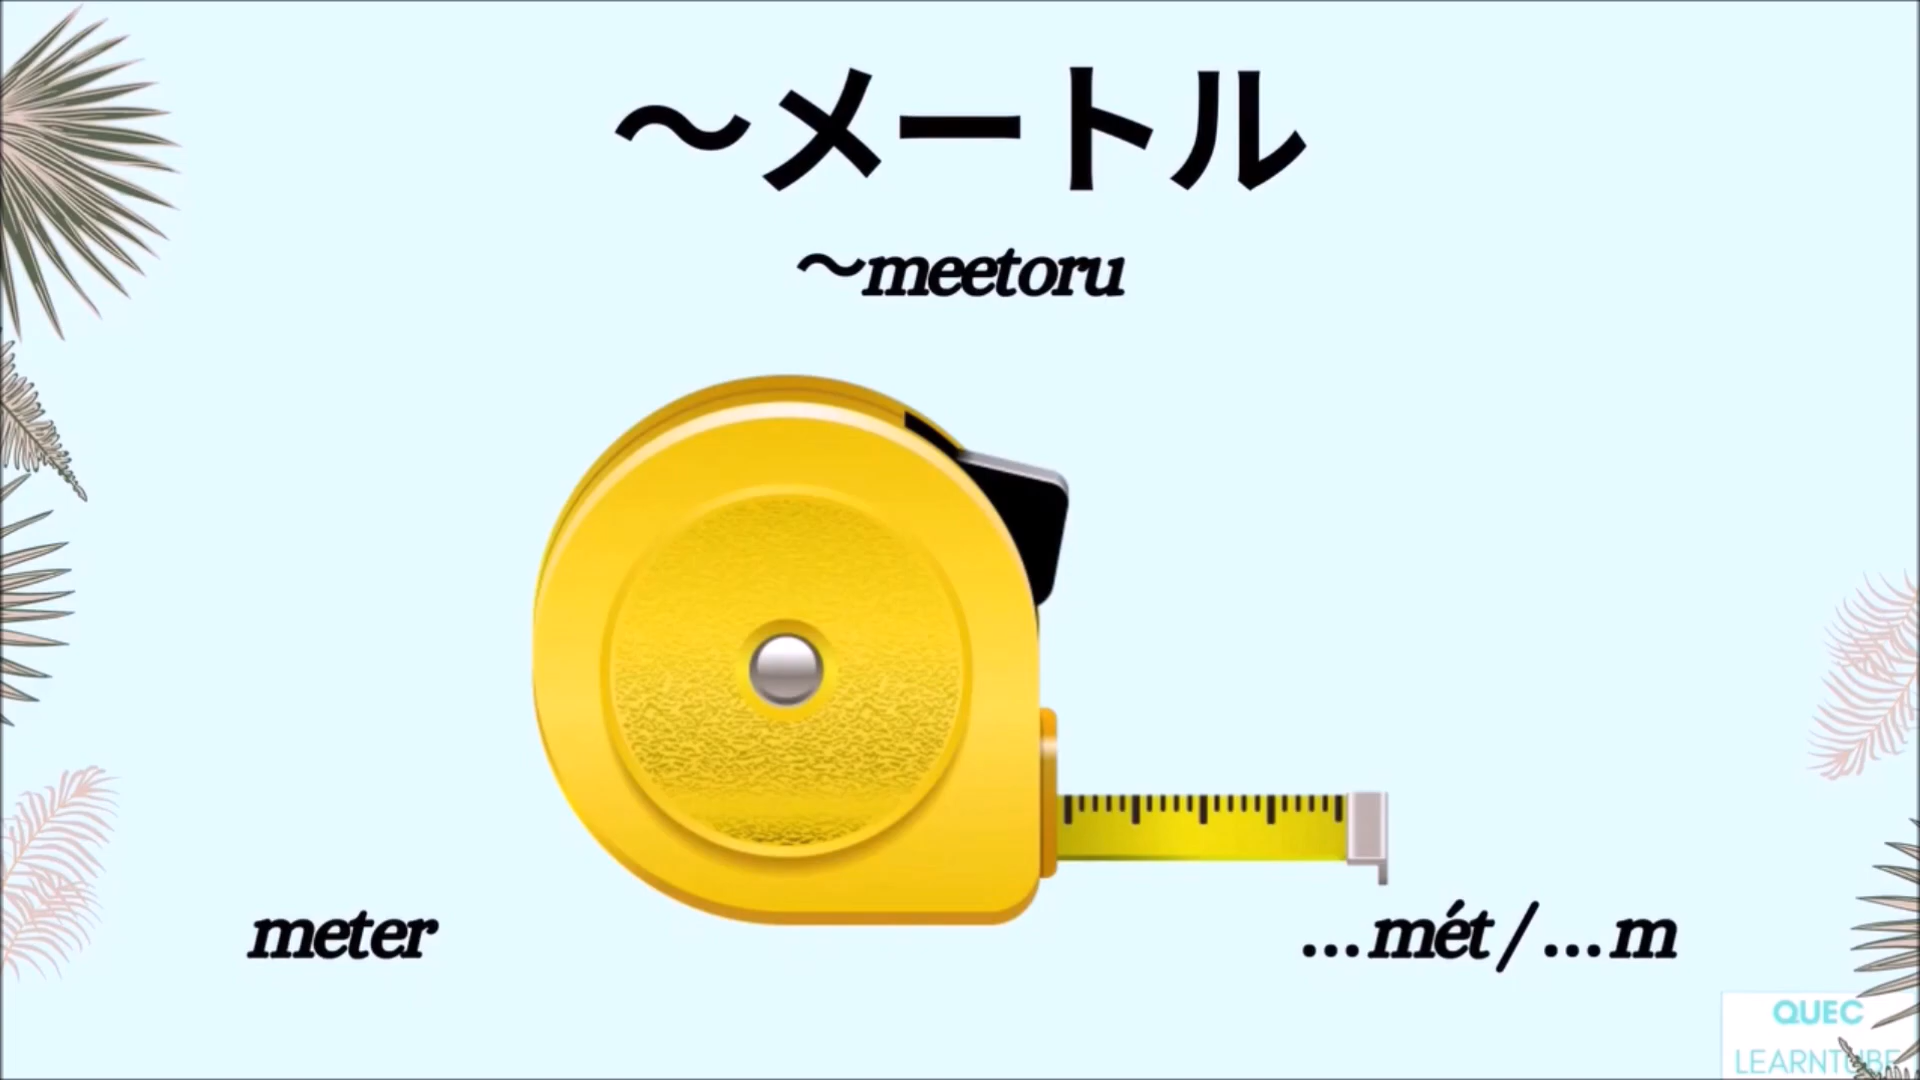 ～メートル
～meetoru
meter
...mét / ...m
QUEC
LEARNTUBE